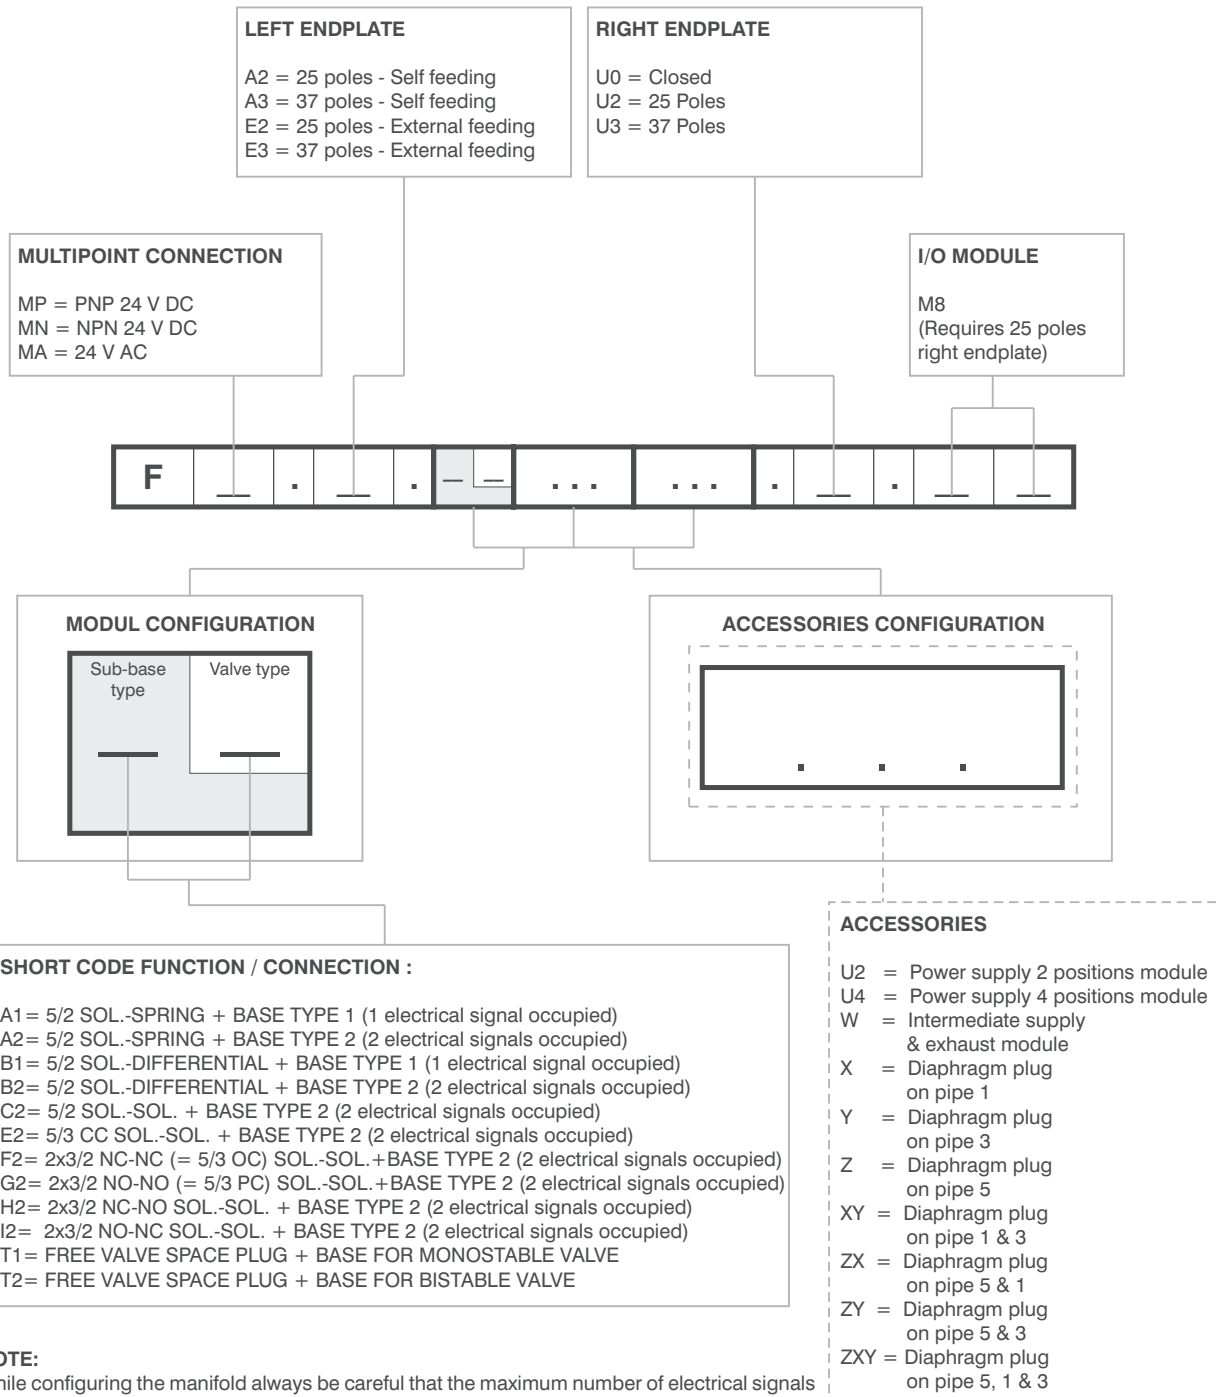 LEFT ENDPLATE
A2 = 25 poles - Self feeding
A3 = 37 poles - Self feeding
E2 = 25 poles - External feeding
E3 = 37 poles - External feeding
RIGHT ENDPLATE
U0 = Closed
U2 = 25 Poles
U3 = 37 Poles
MULTIPOINT CONNECTION
MP = PNP 24 V DC
MN = NPN 24 V DC
MA = 24 V AC
I/O MODULE
M8
(Requires 25 poles
right endplate)
F __ . __ . __ __ ... ... . __ . __ __
MODUL CONFIGURATION
Sub-base
type
Valve type
ACCESSORIES CONFIGURATION
. . .
SHORT CODE FUNCTION / CONNECTION :
A1= 5/2 SOL.-SPRING + BASE TYPE 1 (1 electrical signal occupied)
A2= 5/2 SOL.-SPRING + BASE TYPE 2 (2 electrical signals occupied)
B1= 5/2 SOL.-DIFFERENTIAL + BASE TYPE 1 (1 electrical signal occupied)
B2= 5/2 SOL.-DIFFERENTIAL + BASE TYPE 2 (2 electrical signals occupied)
C2= 5/2 SOL.-SOL. + BASE TYPE 2 (2 electrical signals occupied)
E2= 5/3 CC SOL.-SOL. + BASE TYPE 2 (2 electrical signals occupied)
F2= 2x3/2 NC-NC (= 5/3 OC) SOL.-SOL.+BASE TYPE 2 (2 electrical signals occupied)
G2= 2x3/2 NO-NO (= 5/3 PC) SOL.-SOL.+BASE TYPE 2 (2 electrical signals occupied)
H2= 2x3/2 NC-NO SOL.-SOL. + BASE TYPE 2 (2 electrical signals occupied)
I2= 2x3/2 NO-NC SOL.-SOL. + BASE TYPE 2 (2 electrical signals occupied)
T1= FREE VALVE SPACE PLUG + BASE FOR MONOSTABLE VALVE
T2= FREE VALVE SPACE PLUG + BASE FOR BISTABLE VALVE
ACCESSORIES
U2 = Power supply 2 positions module
U4 = Power supply 4 positions module
W = Intermediate supply
& exhaust module
X = Diaphragm plug
on pipe 1
Y = Diaphragm plug
on pipe 3
Z = Diaphragm plug
on pipe 5
XY = Diaphragm plug
on pipe 1 & 3
ZX = Diaphragm plug
on pipe 5 & 1
ZY = Diaphragm plug
on pipe 5 & 3
ZXY = Diaphragm plug
on pipe 5, 1 & 3
OTE:
hile configuring the manifold always be careful that the maximum number of electrical signals